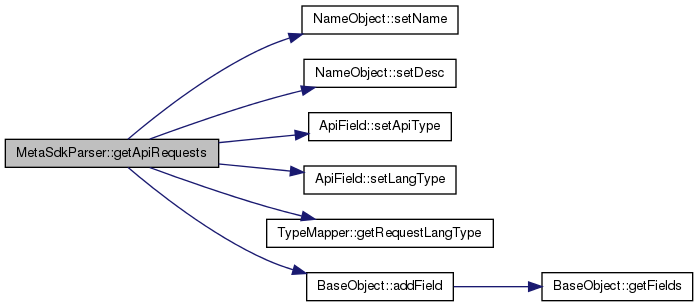 NameObject::setName
NameObject::setDesc
ApiField::setApiType
MetaSdkParser::getApiRequests
ApiField::setLangType
TypeMapper::getRequestLangType
BaseObject::addField
BaseObject::getFields